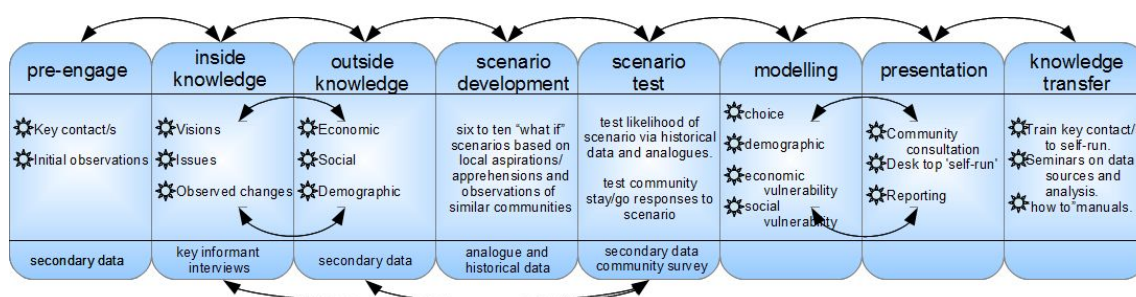 pre-engage
inside
knowledge
outside
knowledge
scenario
development
scenario
test
modelling
presentation
knowledge
transfer
Key contact/s
Initial observations
Visions
Issues
Observed changes
Economic
Social
Demographic
six to ten "what if"
scenarios based on
local aspirations/
apprehensions and
observations of
similar communities
test likelihood of
scenario via historical
data and analogues.
test community
stay/go responses to
scenario
choice
demographic
economic
vulnerability
social
vulnerability
Community
consultation
Desk top 'self-run'
Reporting
Train key contact/
to self-run.
Seminars on data
sources and
analysis.
how to"manuals.
secondary data
key informant
interviews
secondary data
analogue and
historical data
secondary data
community survey